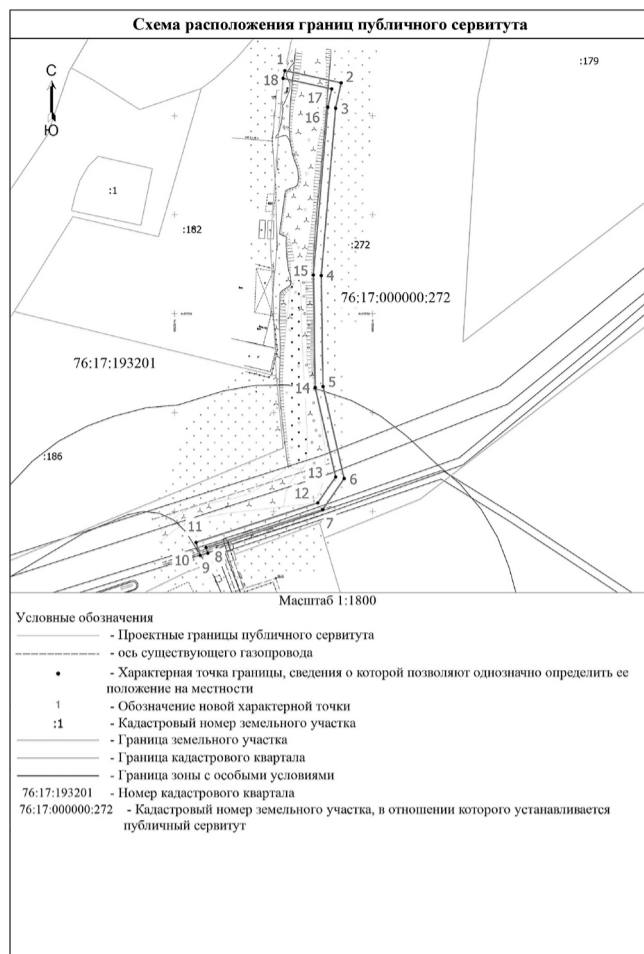 Схема расположения границ публичного сервитута
С
Ю
1
2
:179
18
17
3
16
:1
:182
:272
15
4
76:17:000000:272
76:17:193201
14
5
:186
13
6
12
7
11
8
10
9
Масштаб 1:1800
Условные обозначения
- Проектные границы публичного сервитута
- ось существующего газопровода
- Характерная точка границы, сведения о которой позволяют однозначно определить ее
положение на местности
1 - Обозначение новой характерной точки
:1 - Кадастровый номер земельного участка
- Граница земельного участка
- Граница кадастрового квартала
- Граница зоны с особыми условиями
76:17:193201 - Номер кадастрового квартала
76:17:000000:272 - Кадастровый номер земельного участка, в отношении которого устанавливается
публичный сервитут